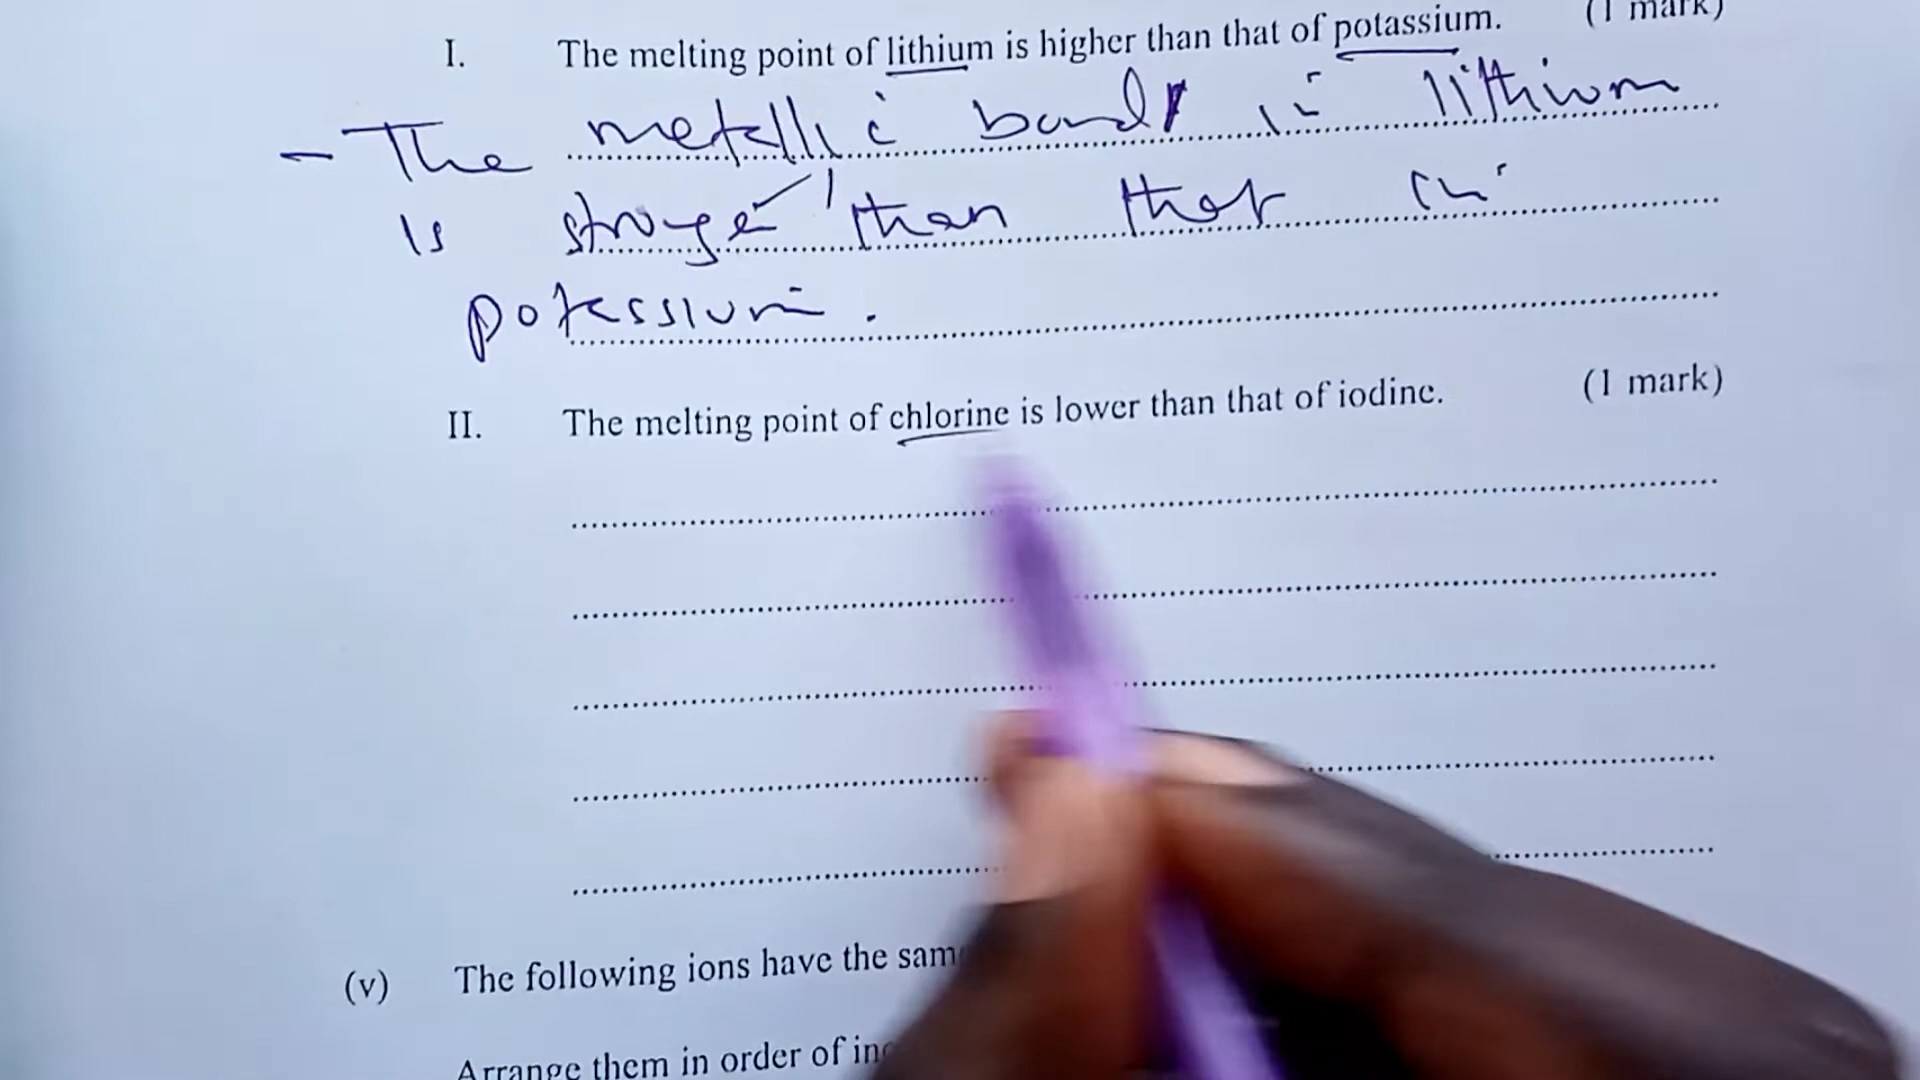 I. The melting point of lithium is higher than that of potassium. (1 mark)
- The metallic bond in lithium
Is stronger than that in
potassium.
II. The melting point of chlorine is lower than that of iodine. (1 mark)
(v) The following ions have the sam
Arrange them in order of inc